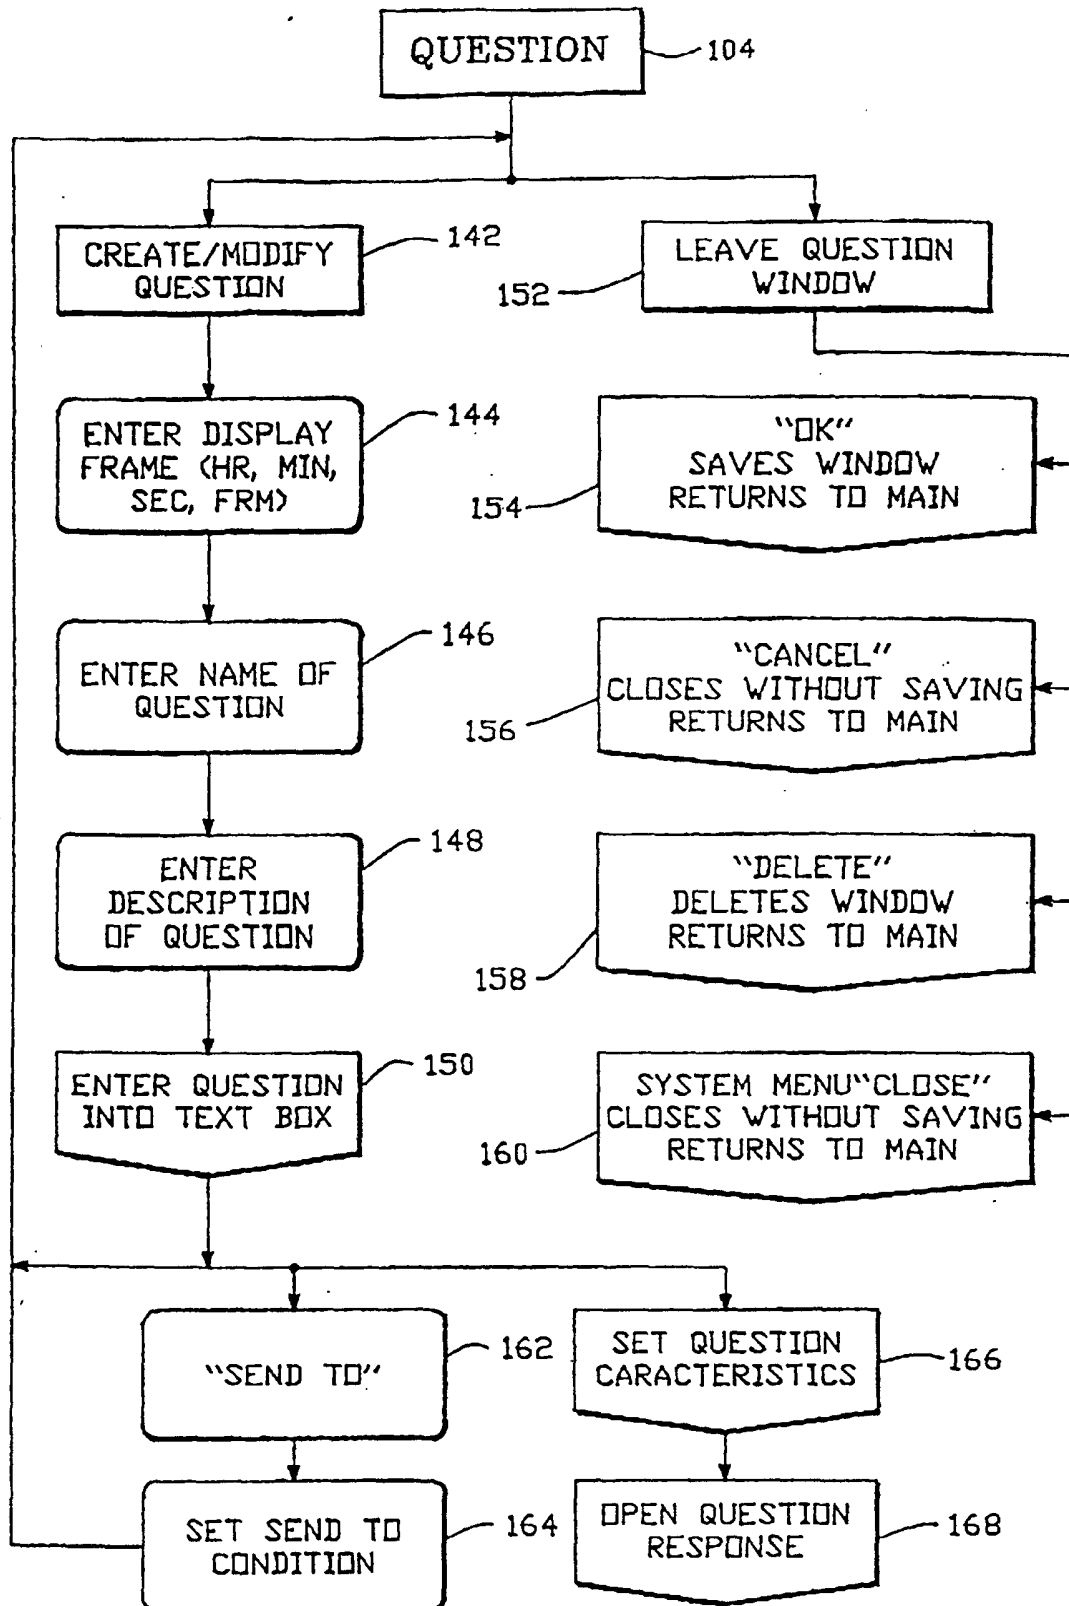 QUESTION
104
CREATE/MODIFY
QUESTION
142
LEAVE QUESTION
WINDOW
152
ENTER DISPLAY
FRAME (HR, MIN,
SEC, FRM)
144
"OK"
SAVES WINDOW
RETURNS TO MAIN
154
ENTER NAME OF
QUESTION
146
"CANCEL"
CLOSES WITHOUT SAVING
RETURNS TO MAIN
156
ENTER
DESCRIPTION
OF QUESTION
148
"DELETE"
DELETES WINDOW
RETURNS TO MAIN
158
ENTER QUESTION
INTO TEXT BOX
150
SYSTEM MENU"CLOSE"
CLOSES WITHOUT SAVING
RETURNS TO MAIN
160
"SEND TO"
162
SET QUESTION
CARACTERISTICS
166
SET SEND TO
CONDITION
164
OPEN QUESTION
RESPONSE
168